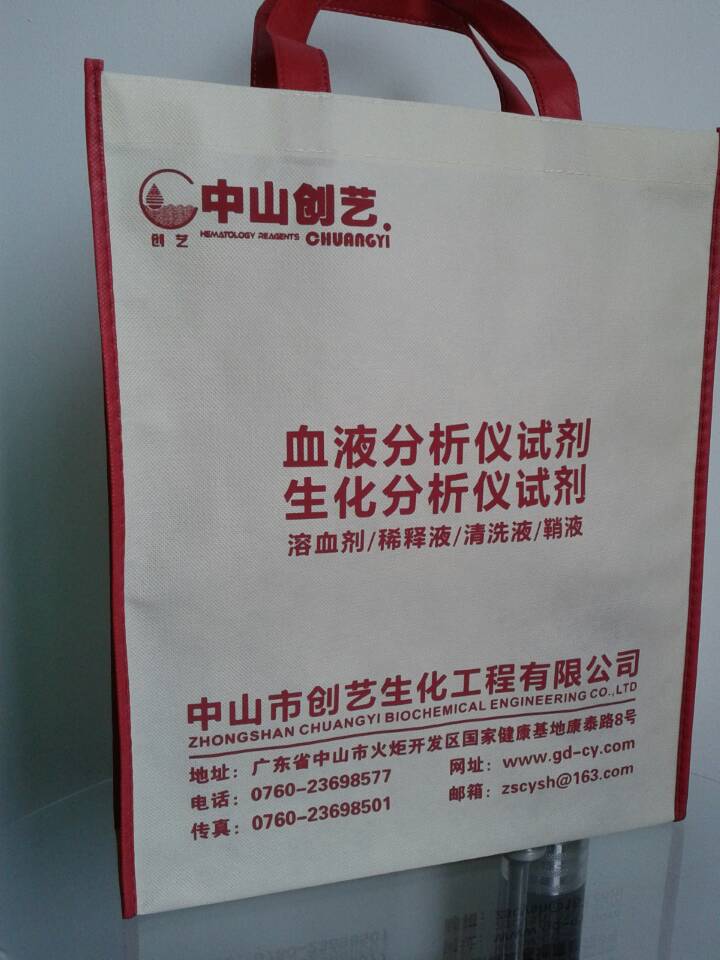 中山创艺
创艺 HEMATOLOGY REAGENTS CHUANGYI
血液分析仪试剂
生化分析仪试剂
溶血剂/稀释液/清洗液/鞘液
中山市创艺生化工程有限公司
ZHONGSHAN CHUANGYI BIOCHEMICAL ENGINEERING CO.,LTD
地址：广东省中山市火炬开发区国家健康基地康泰路8号
电话：0760-23698577 网址：www.gd-cy.com
传真：0760-23698501 邮箱：zscysh@163.com